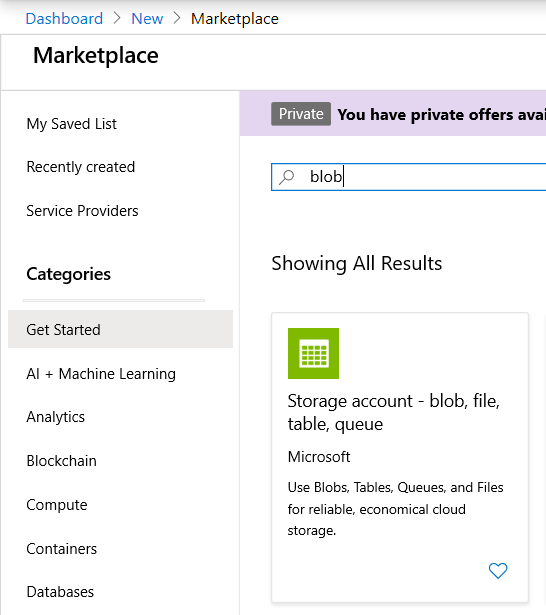 Dashboard > New > Marketplace
Marketplace
My Saved List
Recently created
Service Providers
Categories
Get Started
AI + Machine Learning
Analytics
Blockchain
Compute
Containers
Databases
Private You have private offers
blob
Showing All Results
Storage account - blob, file,
table, queue
Microsoft
Use Blobs, Tables, Queues, and Files
for reliable, economical cloud
storage.